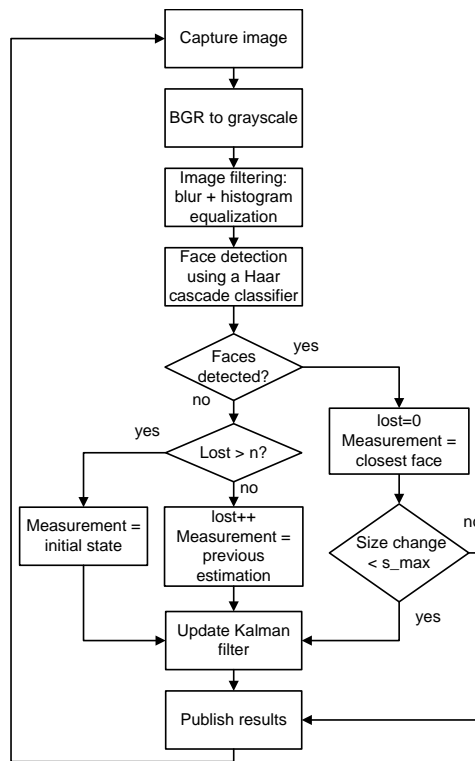 Capture image
BGR to grayscale
Image filtering:
blur + histogram
equalization
Face detection
using a Haar
cascade classifier
Faces
detected?
yes
no
Lost > n?
yes
no
lost=0
Measurement =
closest face
Measurement =
initial state
lost++
Measurement =
previous
estimation
Size change
< s_max
no
yes
Update Kalman
filter
Publish results